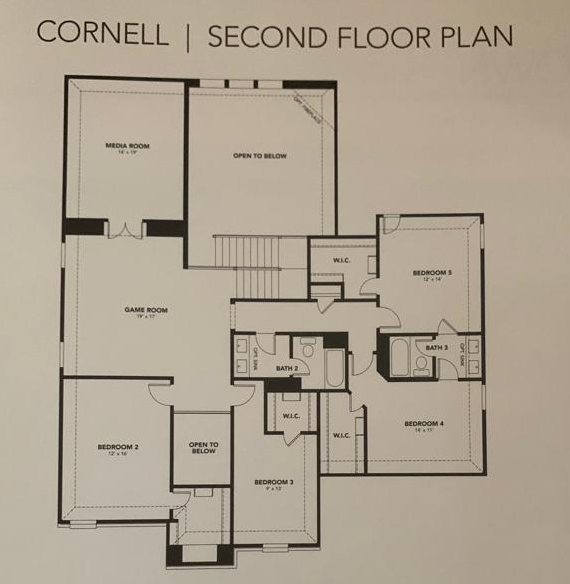 CORNELL | SECOND FLOOR PLAN
OPT. FIREPLACE
MEDIA ROOM
14' x 19'
OPEN TO BELOW
W.I.C.
BEDROOM 5
12' x 14'
GAME ROOM
19' x 17'
OPT. SINK
BATH 2
BATH 3
OPT. SINK
W.I.C.
W.I.C.
BEDROOM 4
14' x 11'
BEDROOM 2
12' x 16'
OPEN TO
BELOW
BEDROOM 3
9' x 13'